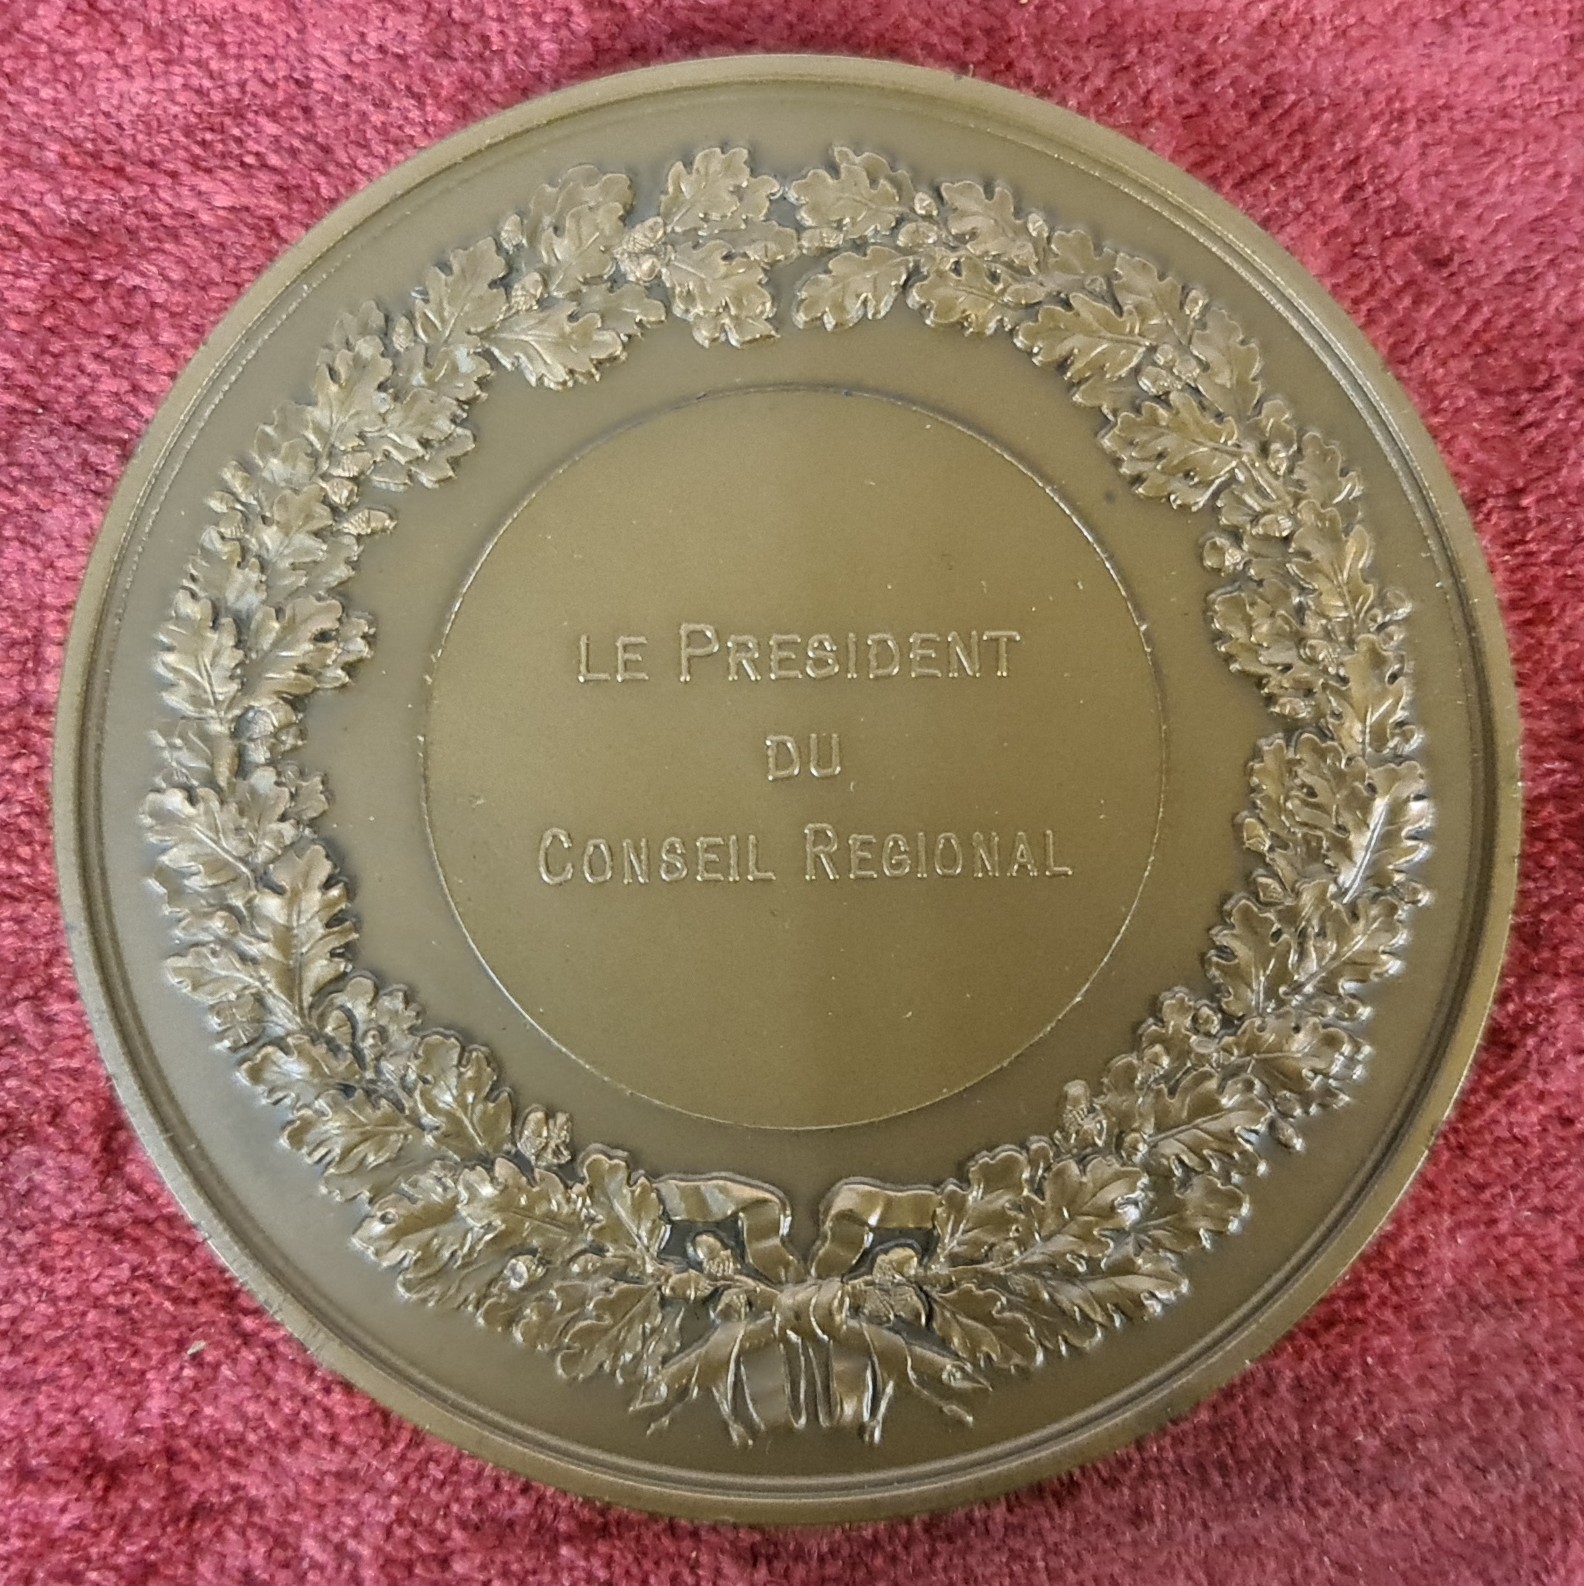 LE PRESIDENT
DU
CONSEIL REGIONAL